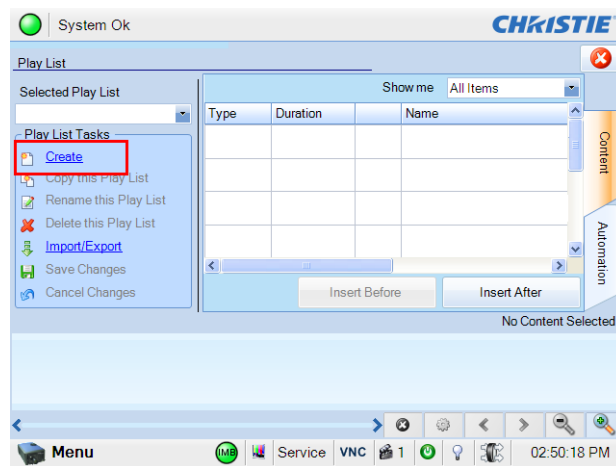 System Ok
CHRISTIE
Play List
Selected Play List
Show me All Items
Type Duration Name
Play List Tasks
Create
Copy this Play List
Rename this Play List
Delete this Play List
Import/Export
Save Changes
Cancel Changes
Insert Before Insert After
Content
Automation
No Content Selected
Menu IMB Service VNC 1 02:50:18 PM